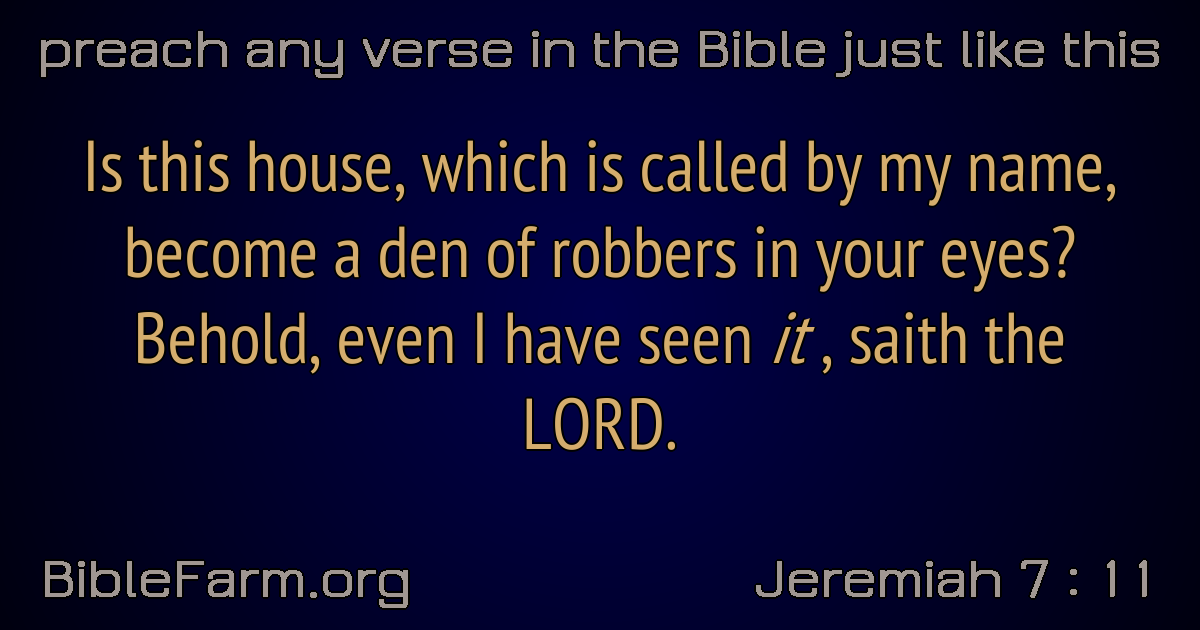 preach any verse in the Bible just like this
Is this house, which is called by my name,
become a den of robbers in your eyes?
Behold, even I have seen it , saith the
LORD.
BibleFarm.org
Jeremiah 7 : 11